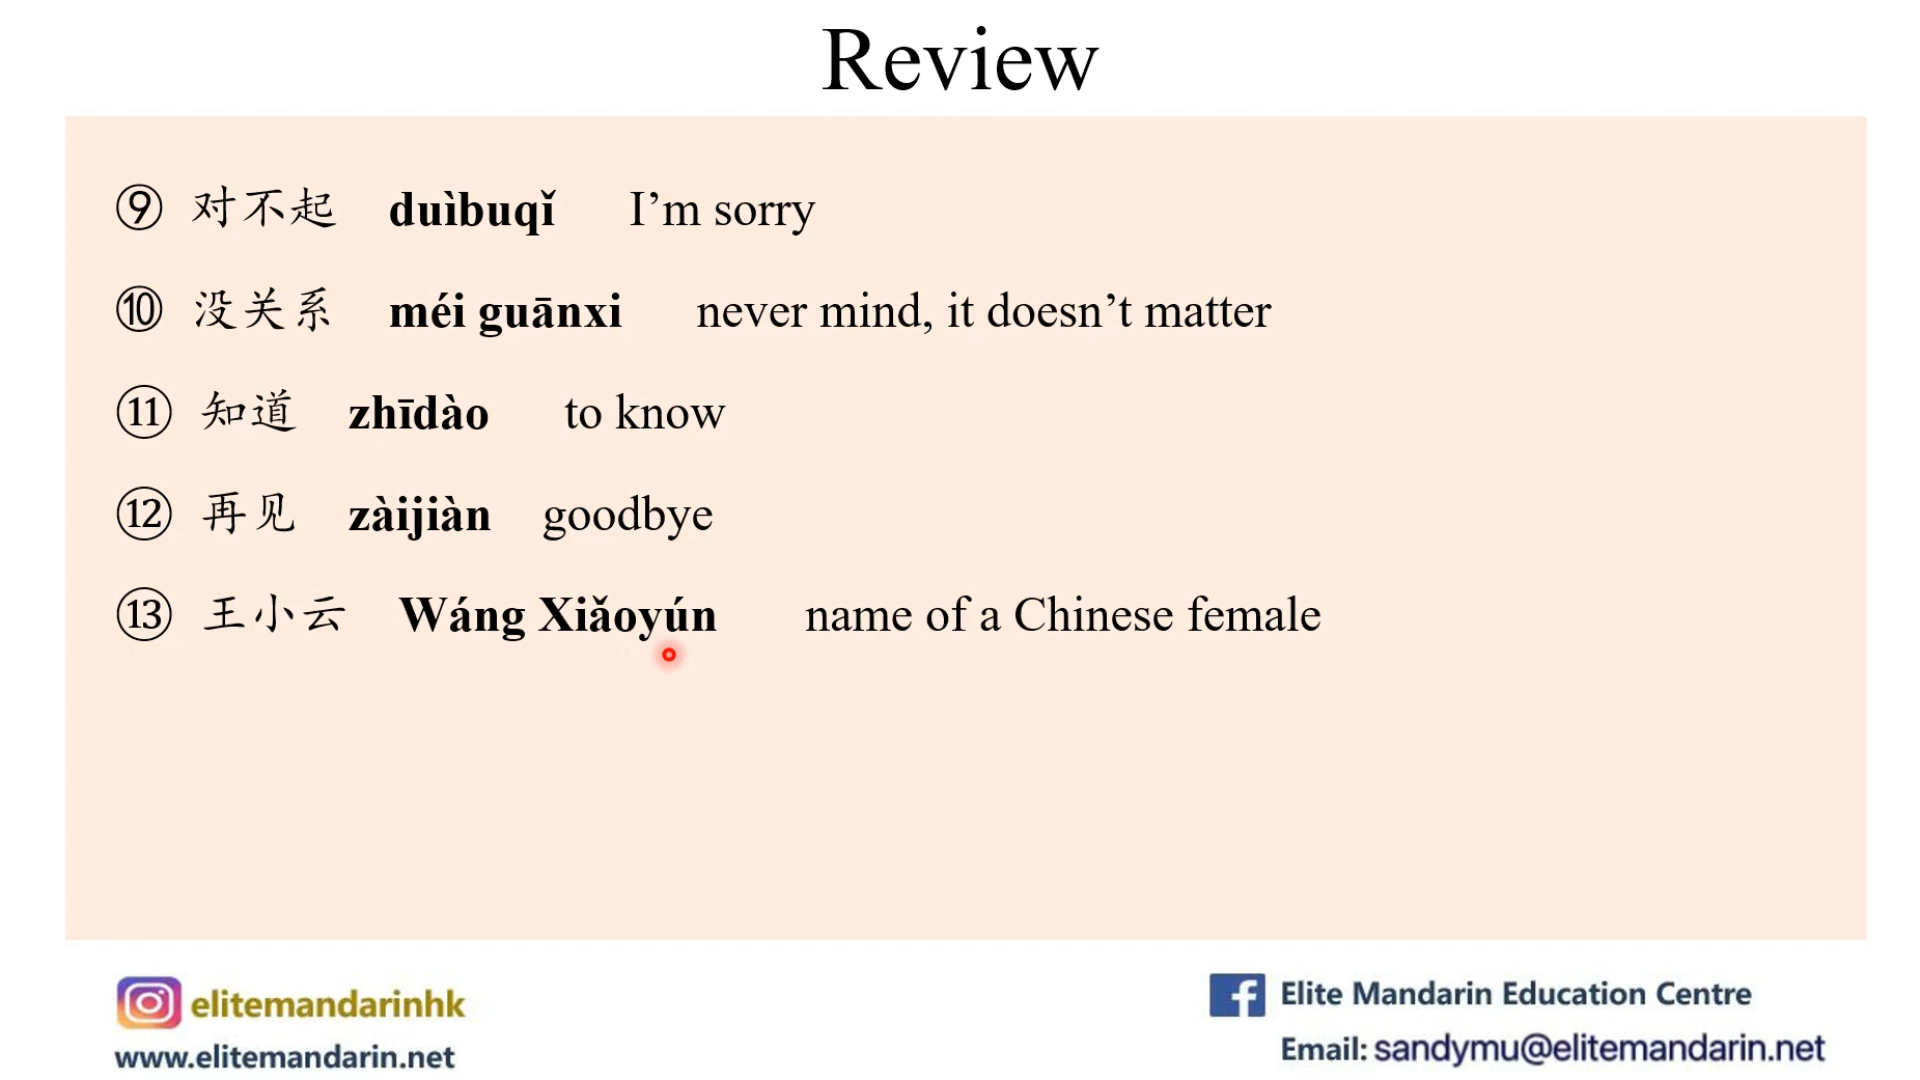 Review
⑨ 对不起 duìbuqǐ I’m sorry
⑩ 没关系 méi guānxi never mind, it doesn’t matter
⑪ 知道 zhīdào to know
⑫ 再见 zàijiàn goodbye
⑬ 王小云 Wáng Xiǎoyún name of a Chinese female
elitemandarinhk
www.elitemandarin.net
Elite Mandarin Education Centre
Email: sandymu@elitemandarin.net